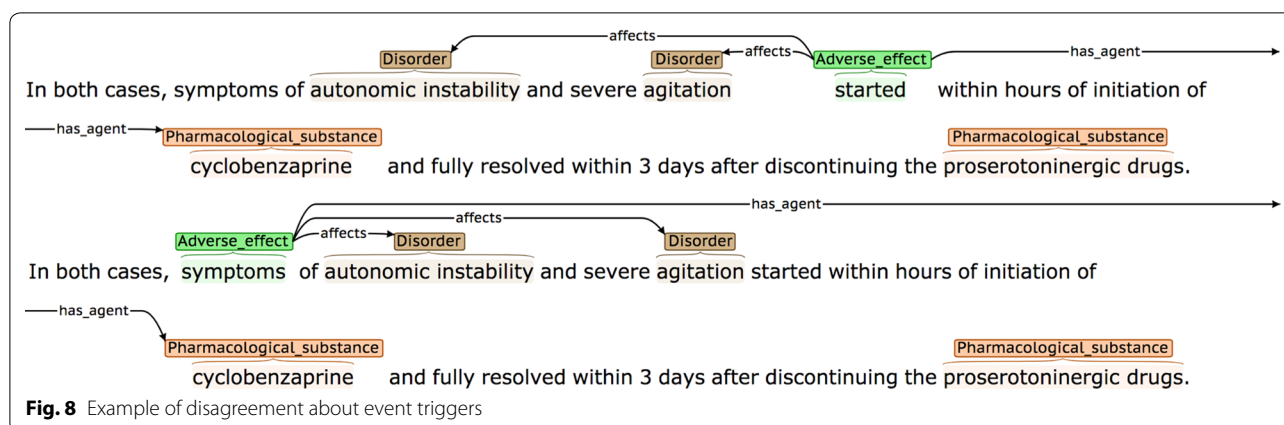 affects
Disorder Disorder affects Adverse_effect has_agent
In both cases, symptoms of autonomic instability and severe agitation started within hours of initiation of
has_agent
Pharmacological_substance Pharmacological_substance
cyclobenzaprine and fully resolved within 3 days after discontinuing the proserotoninergic drugs.
has_agent
affects
Adverse_effect affects Disorder Disorder
In both cases, symptoms of autonomic instability and severe agitation started within hours of initiation of
has_agent
Pharmacological_substance Pharmacological_substance
cyclobenzaprine and fully resolved within 3 days after discontinuing the proserotoninergic drugs.
Fig. 8 Example of disagreement about event triggers